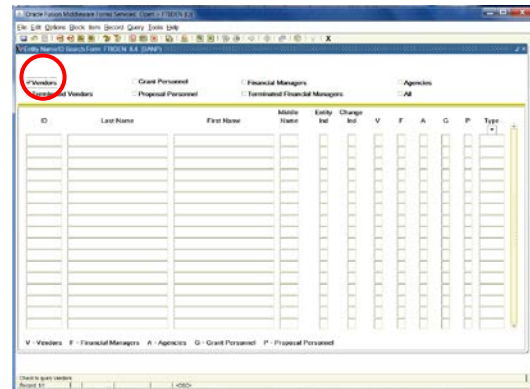 Oracle Fusion Middleware Forms Services: Open > FTIIDEN [Q]
File Edit Options Block Item Record Query Tools Help
Entity Name/ID Search Form FTIIDEN 8.4 (BANP)
Vendors Grant Personnel Financial Managers Agencies
Terminated Vendors Proposal Personnel Terminated Financial Managers All
ID Last Name First Name Middle Name Entity Ind Change Ind V F A G P Type
V - Vendors F - Financial Managers A - Agencies G - Grant Personnel P - Proposal Personnel
Check to query Vendors
Record: 1/1 <OSC>